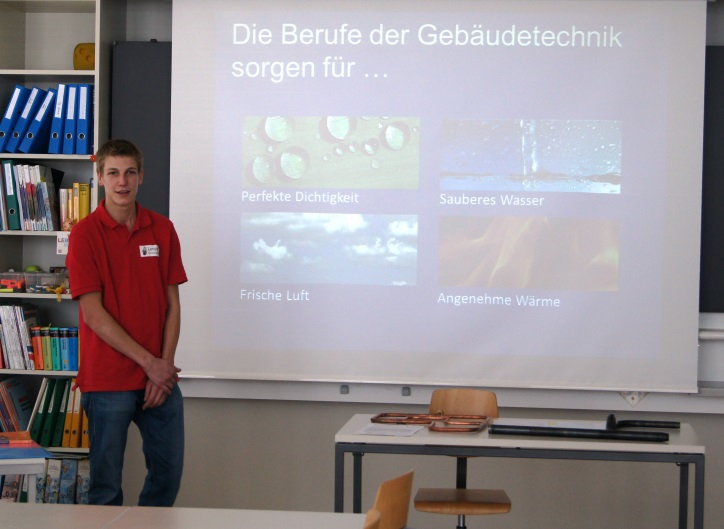 Die Berufe der Gebäudetechnik
sorgen für ...
Perfekte Dichtigkeit
Sauberes Wasser
Frische Luft
Angenehme Wärme